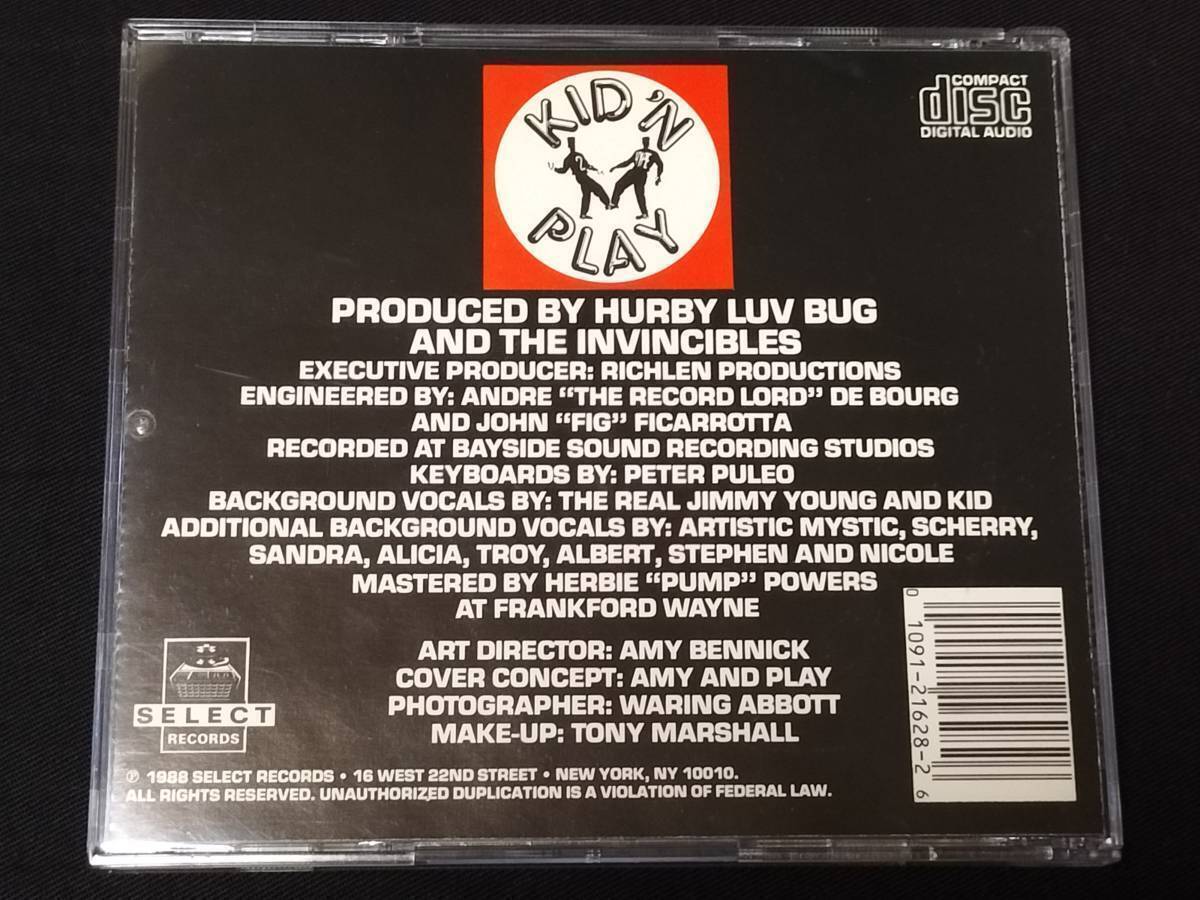 KID 'N
PLAY
COMPACT
disc
DIGITAL AUDIO
PRODUCED BY HURBY LUV BUG
AND THE INVINCIBLES
EXECUTIVE PRODUCER: RICHLEN PRODUCTIONS
ENGINEERED BY: ANDRE “THE RECORD LORD” DE BOURG
AND JOHN “FIG” FICARROTTA
RECORDED AT BAYSIDE SOUND RECORDING STUDIOS
KEYBOARDS BY: PETER PULEO
BACKGROUND VOCALS BY: THE REAL JIMMY YOUNG AND KID
ADDITIONAL BACKGROUND VOCALS BY: ARTISTIC MYSTIC, SCHERRY,
SANDRA, ALICIA, TROY, ALBERT, STEPHEN AND NICOLE
MASTERED BY HERBIE “PUMP” POWERS
AT FRANKFORD WAYNE
ART DIRECTOR: AMY BENNICK
COVER CONCEPT: AMY AND PLAY
PHOTOGRAPHER: WARING ABBOTT
MAKE-UP: TONY MARSHALL
SELECT
RECORDS
℗ 1988 SELECT RECORDS • 16 WEST 22ND STREET • NEW YORK, NY 10010.
ALL RIGHTS RESERVED. UNAUTHORIZED DUPLICATION IS A VIOLATION OF FEDERAL LAW.
0 1091-21628-2 6